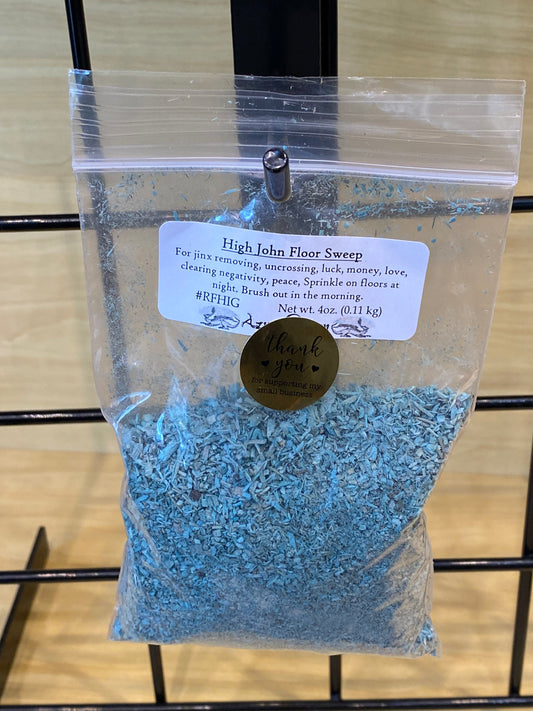 High John Floor Sweep
For jinx removing, uncrossing, luck, money, love,
clearing negativity, peace, Sprinkle on floors at
night. Brush out in the morning.
#RFHIG Net wt. 4oz. (0.11 kg)
thank
you
for supporting my
small business